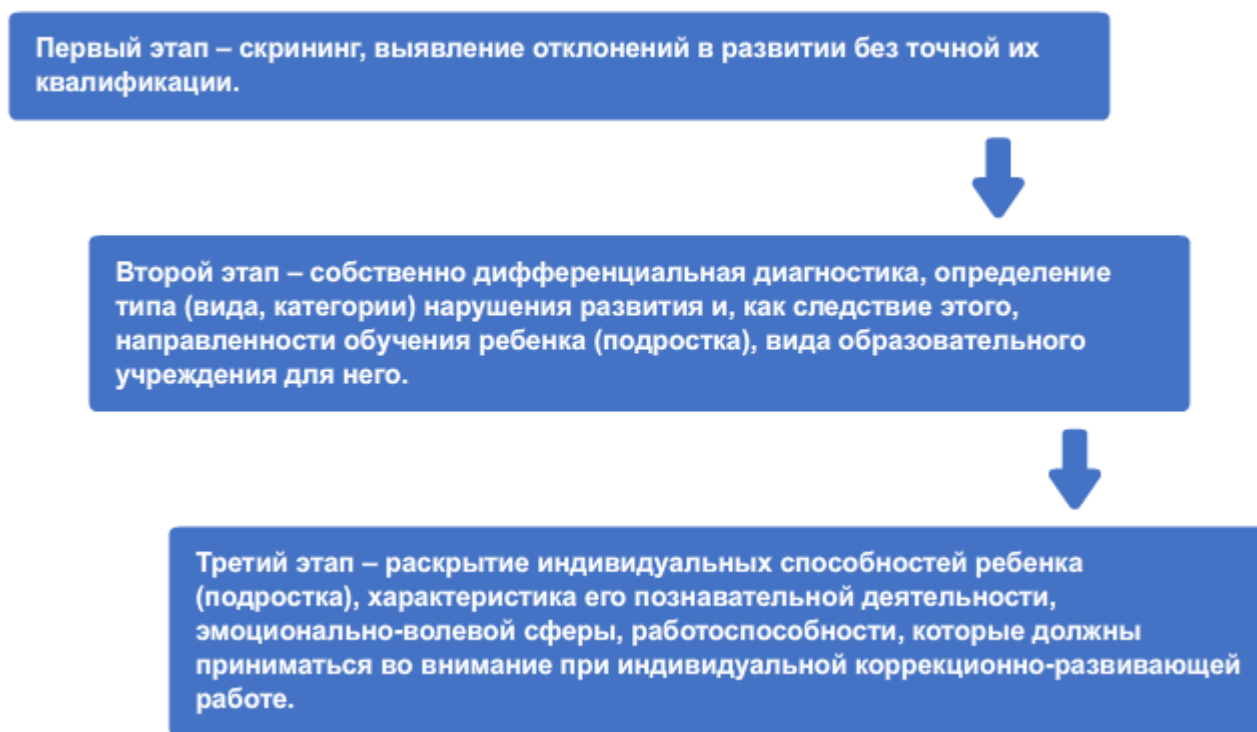 Первый этап – скрининг, выявление отклонений в развитии без точной их
квалификации.
Второй этап – собственно дифференциальная диагностика, определение
типа (вида, категории) нарушения развития и, как следствие этого,
направленности обучения ребенка (подростка), вида образовательного
учреждения для него.
Третий этап – раскрытие индивидуальных способностей ребенка
(подростка), характеристика его познавательной деятельности,
эмоционально-волевой сферы, работоспособности, которые должны
приниматься во внимание при индивидуальной коррекционно-развивающей
работе.